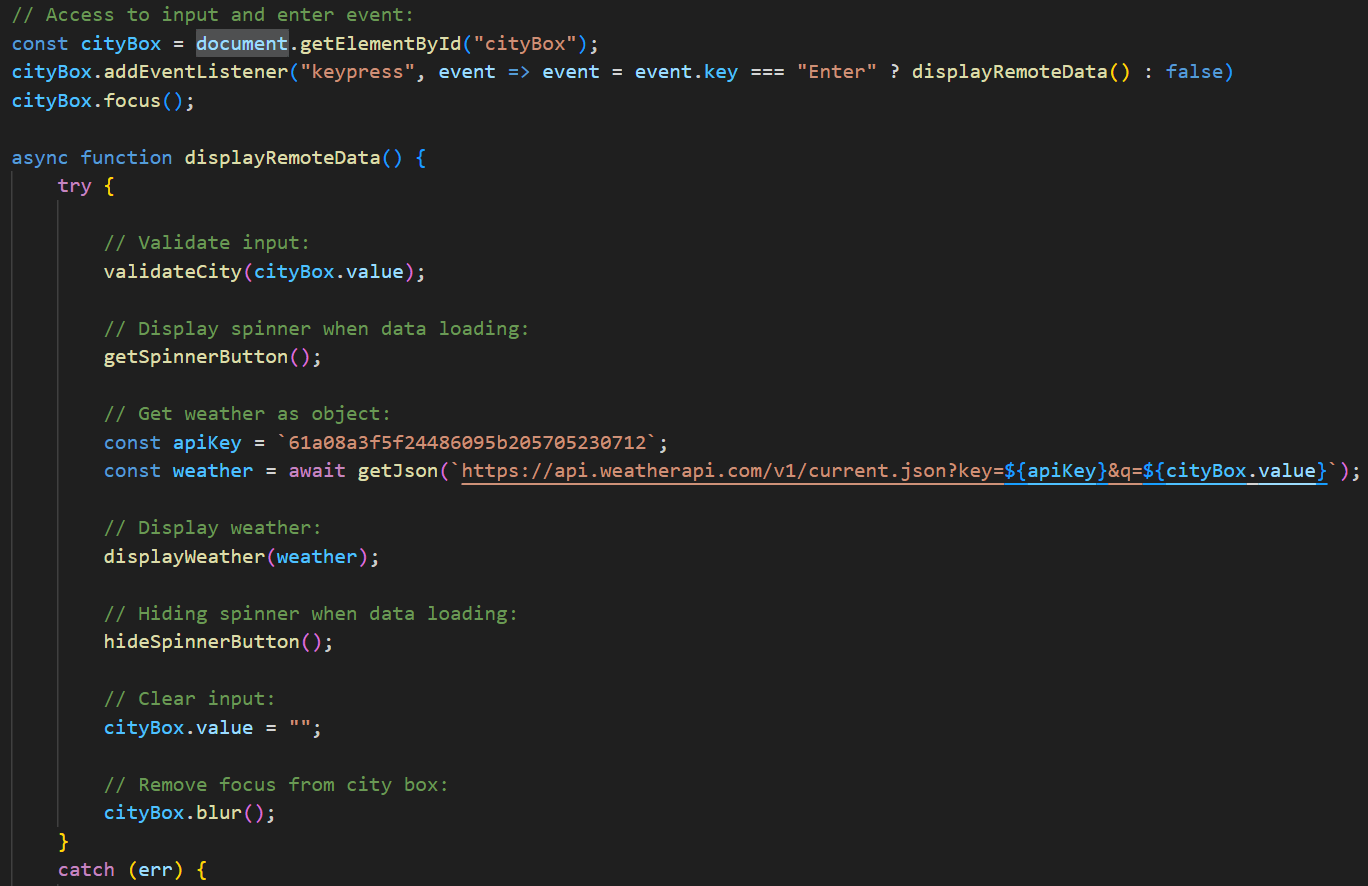 // Access to input and enter event:
const cityBox = document.getElementById("cityBox");
cityBox.addEventListener("keypress", event => event = event.key === "Enter" ? displayRemoteData() : false)
cityBox.focus();
async function displayRemoteData() {
try {
// Validate input:
validateCity(cityBox.value);
// Display spinner when data loading:
getSpinnerButton();
// Get weather as object:
const apiKey = `61a08a3f5f24486095b205705230712`;
const weather = await getJson(`https://api.weatherapi.com/v1/current.json?key=${apiKey}&q=${cityBox.value}`);
// Display weather:
displayWeather(weather);
// Hiding spinner when data loading:
hideSpinnerButton();
// Clear input:
cityBox.value = "";
// Remove focus from city box:
cityBox.blur();
}
catch (err) {